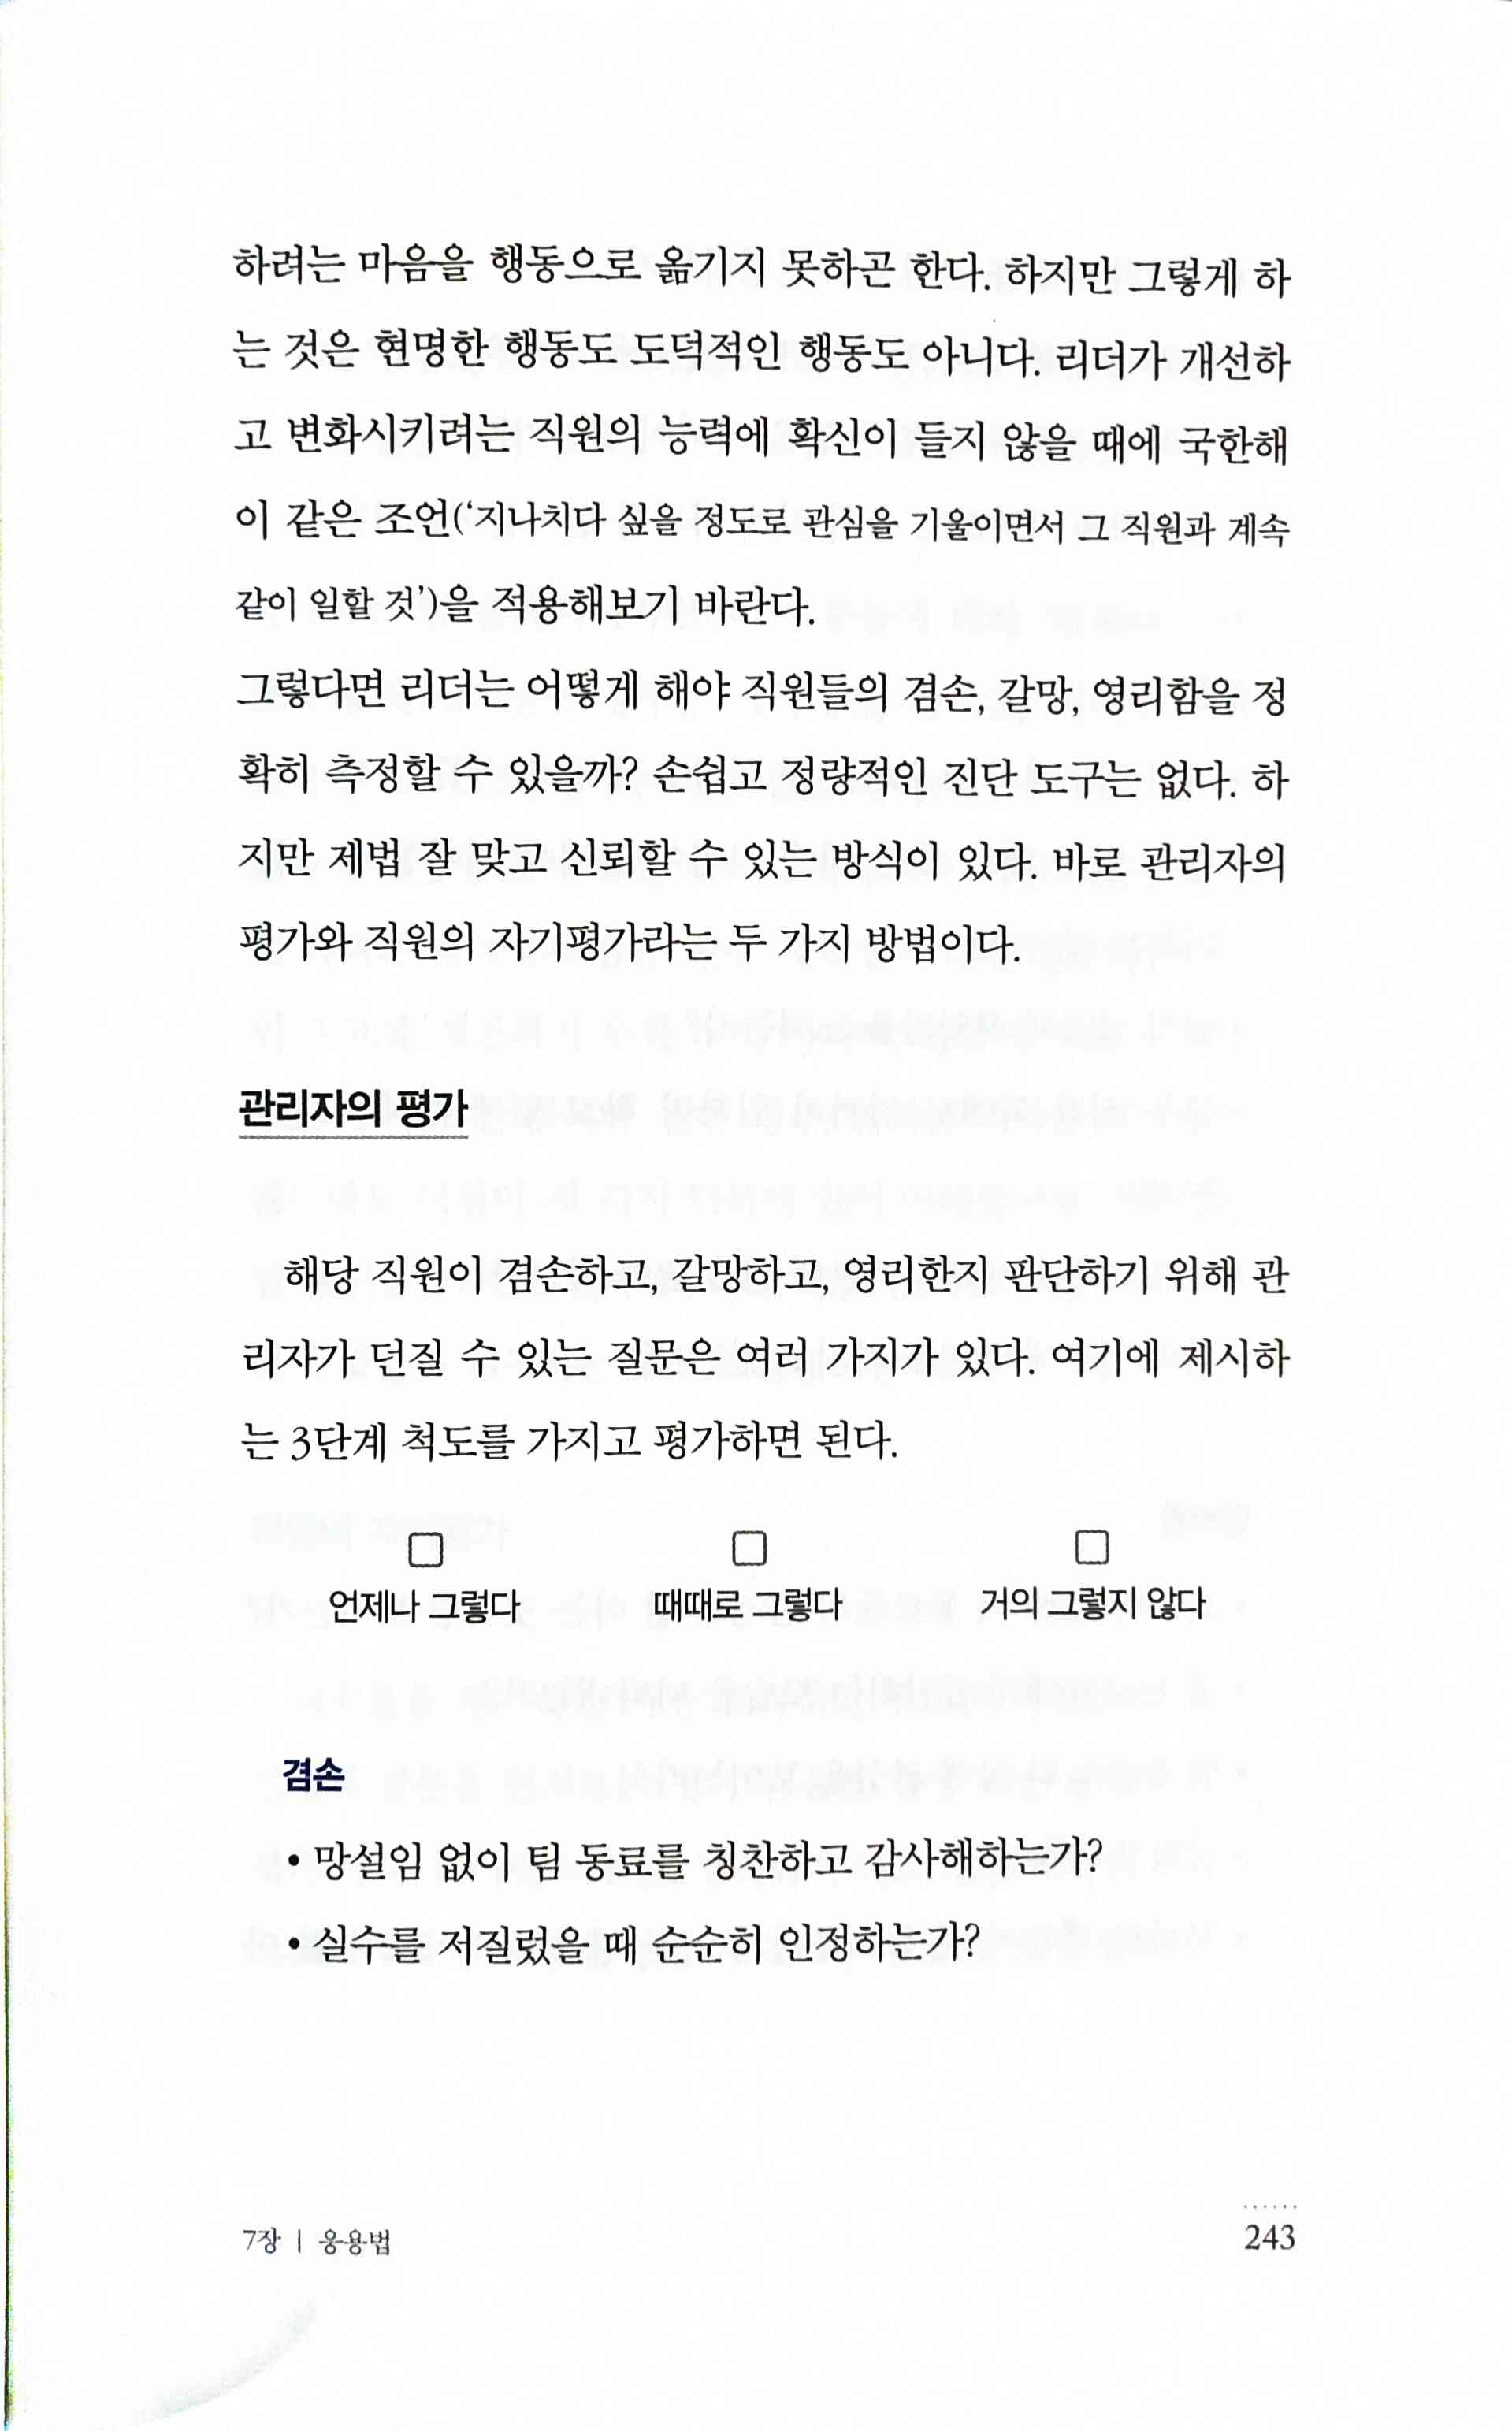 하려는 마음을 행동으로 옮기지 못하곤 한다. 하지만 그렇게 하
는 것은 현명한 행동도 도덕적인 행동도 아니다. 리더가 개선하
고 변화시키려는 직원의 능력에 확신이 들지 않을 때에 국한해
이 같은 조언(‘지나치다 싶을 정도로 관심을 기울이면서 그 직원과 계속
같이 일할 것’)을 적용해보기 바란다.
그렇다면 리더는 어떻게 해야 직원들의 겸손, 갈망, 영리함을 정
확히 측정할 수 있을까? 손쉽고 정량적인 진단 도구는 없다. 하
지만 제법 잘 맞고 신뢰할 수 있는 방식이 있다. 바로 관리자의
평가와 직원의 자기평가라는 두 가지 방법이다.
관리자의 평가
해당 직원이 겸손하고, 갈망하고, 영리한지 판단하기 위해 관
리자가 던질 수 있는 질문은 여러 가지가 있다. 여기에 제시하
는 3단계 척도를 가지고 평가하면 된다.
언제나 그렇다 때때로 그렇다 거의 그렇지 않다
겸손
• 망설임 없이 팀 동료를 칭찬하고 감사해하는가?
• 실수를 저질렀을 때 순순히 인정하는가?
7장 | 응용법 243